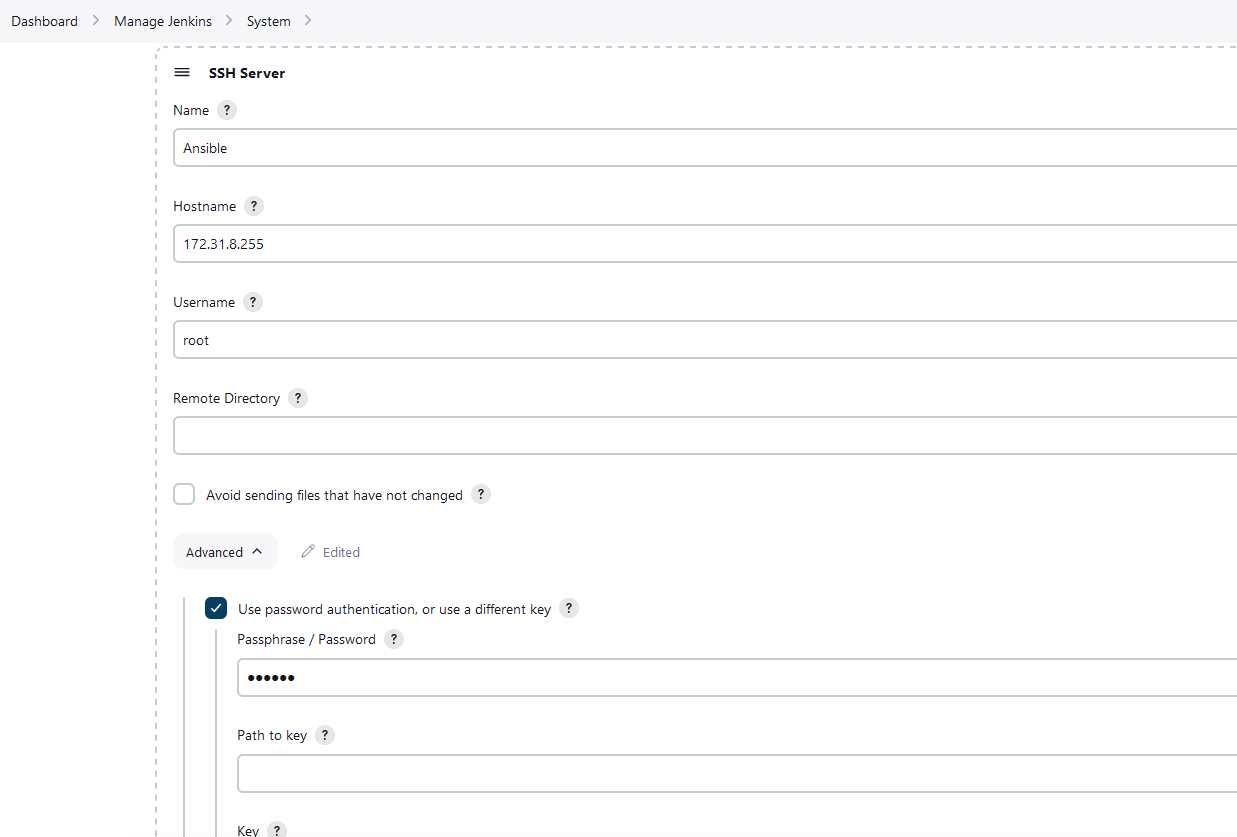 Dashboard > Manage Jenkins > System >
SSH Server
Name ?
Ansible
Hostname ?
172.31.8.255
Username ?
root
Remote Directory ?
Avoid sending files that have not changed ?
Advanced Edited
Use password authentication, or use a different key ?
Passphrase / Password ?
••••••
Path to key ?
Key ?